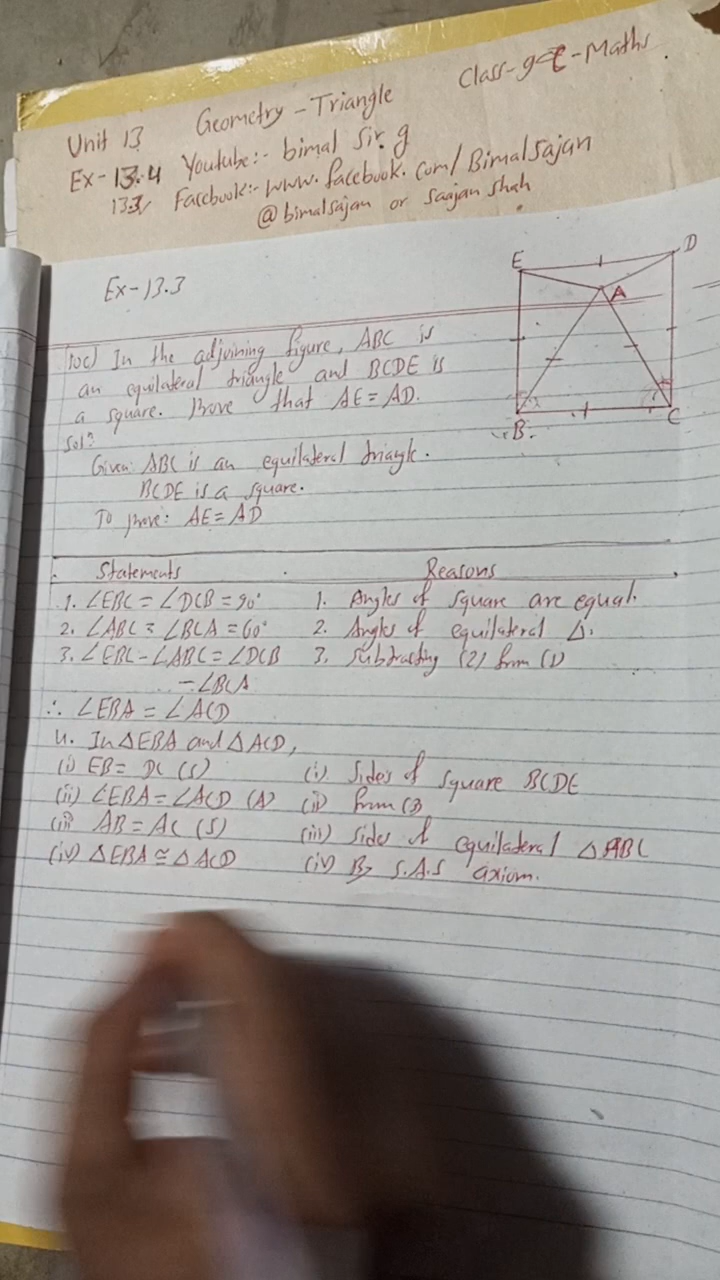 Unit 13 Geometry - Triangle Class-9 - Maths
Ex- 13.4 Youtube:- bimal sir g
13.3 Facebook:- www.facebook.com/Bimalsajan
@bimalsajan or Saajan Shah
Ex-13.3
E
D
A
B
C
10c) In the adjoining figure, ABC is
an equilateral triangle and BCDE is
a square. Prove that AE = AD.
Sol?
Given: ABC is an equilateral triangle.
BCDE is a square.
To prove: AE = AD
Statements Reasons
1. ∠EBC = ∠DCB = 90° 1. Angles of square are equal.
2. ∠ABC = ∠BCA = 60° 2. Angles of equilateral Δ.
3. ∠EBC - ∠ABC = ∠DCB 3. Subtracting (2) from (1)
- ∠BCA
∴ ∠EBA = ∠ACD
4. In ΔEBA and ΔACD,
(i) EB = DC (S) (i) Sides of square BCDE
(ii) ∠EBA = ∠ACD (A) (ii) from (3)
(iii) AB = AC (S) (iii) Sides of equilateral ΔABC
(iv) ΔEBA ≅ ΔACD (iv) By S.A.S axium.